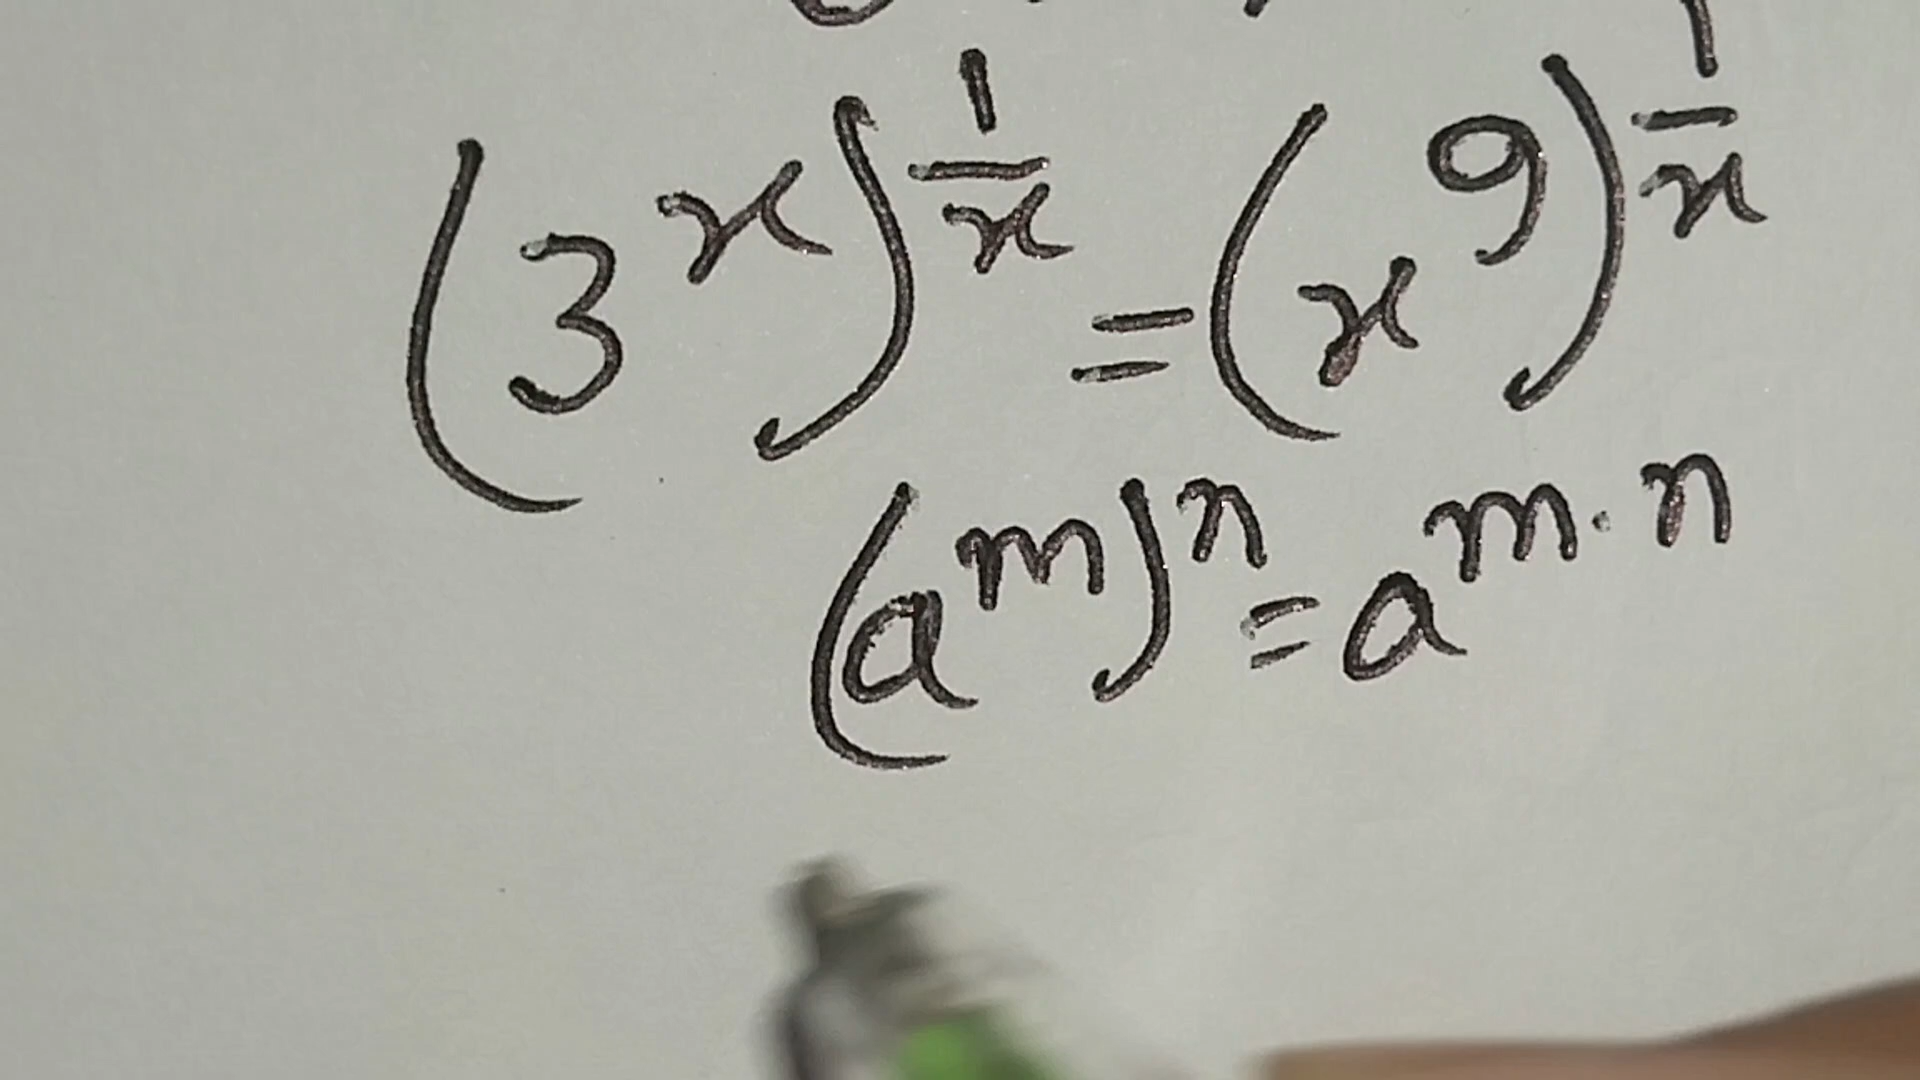 (3^x)^(1/x) = (x^9)^(1/x)
(a^m)^n = a^(m·n)